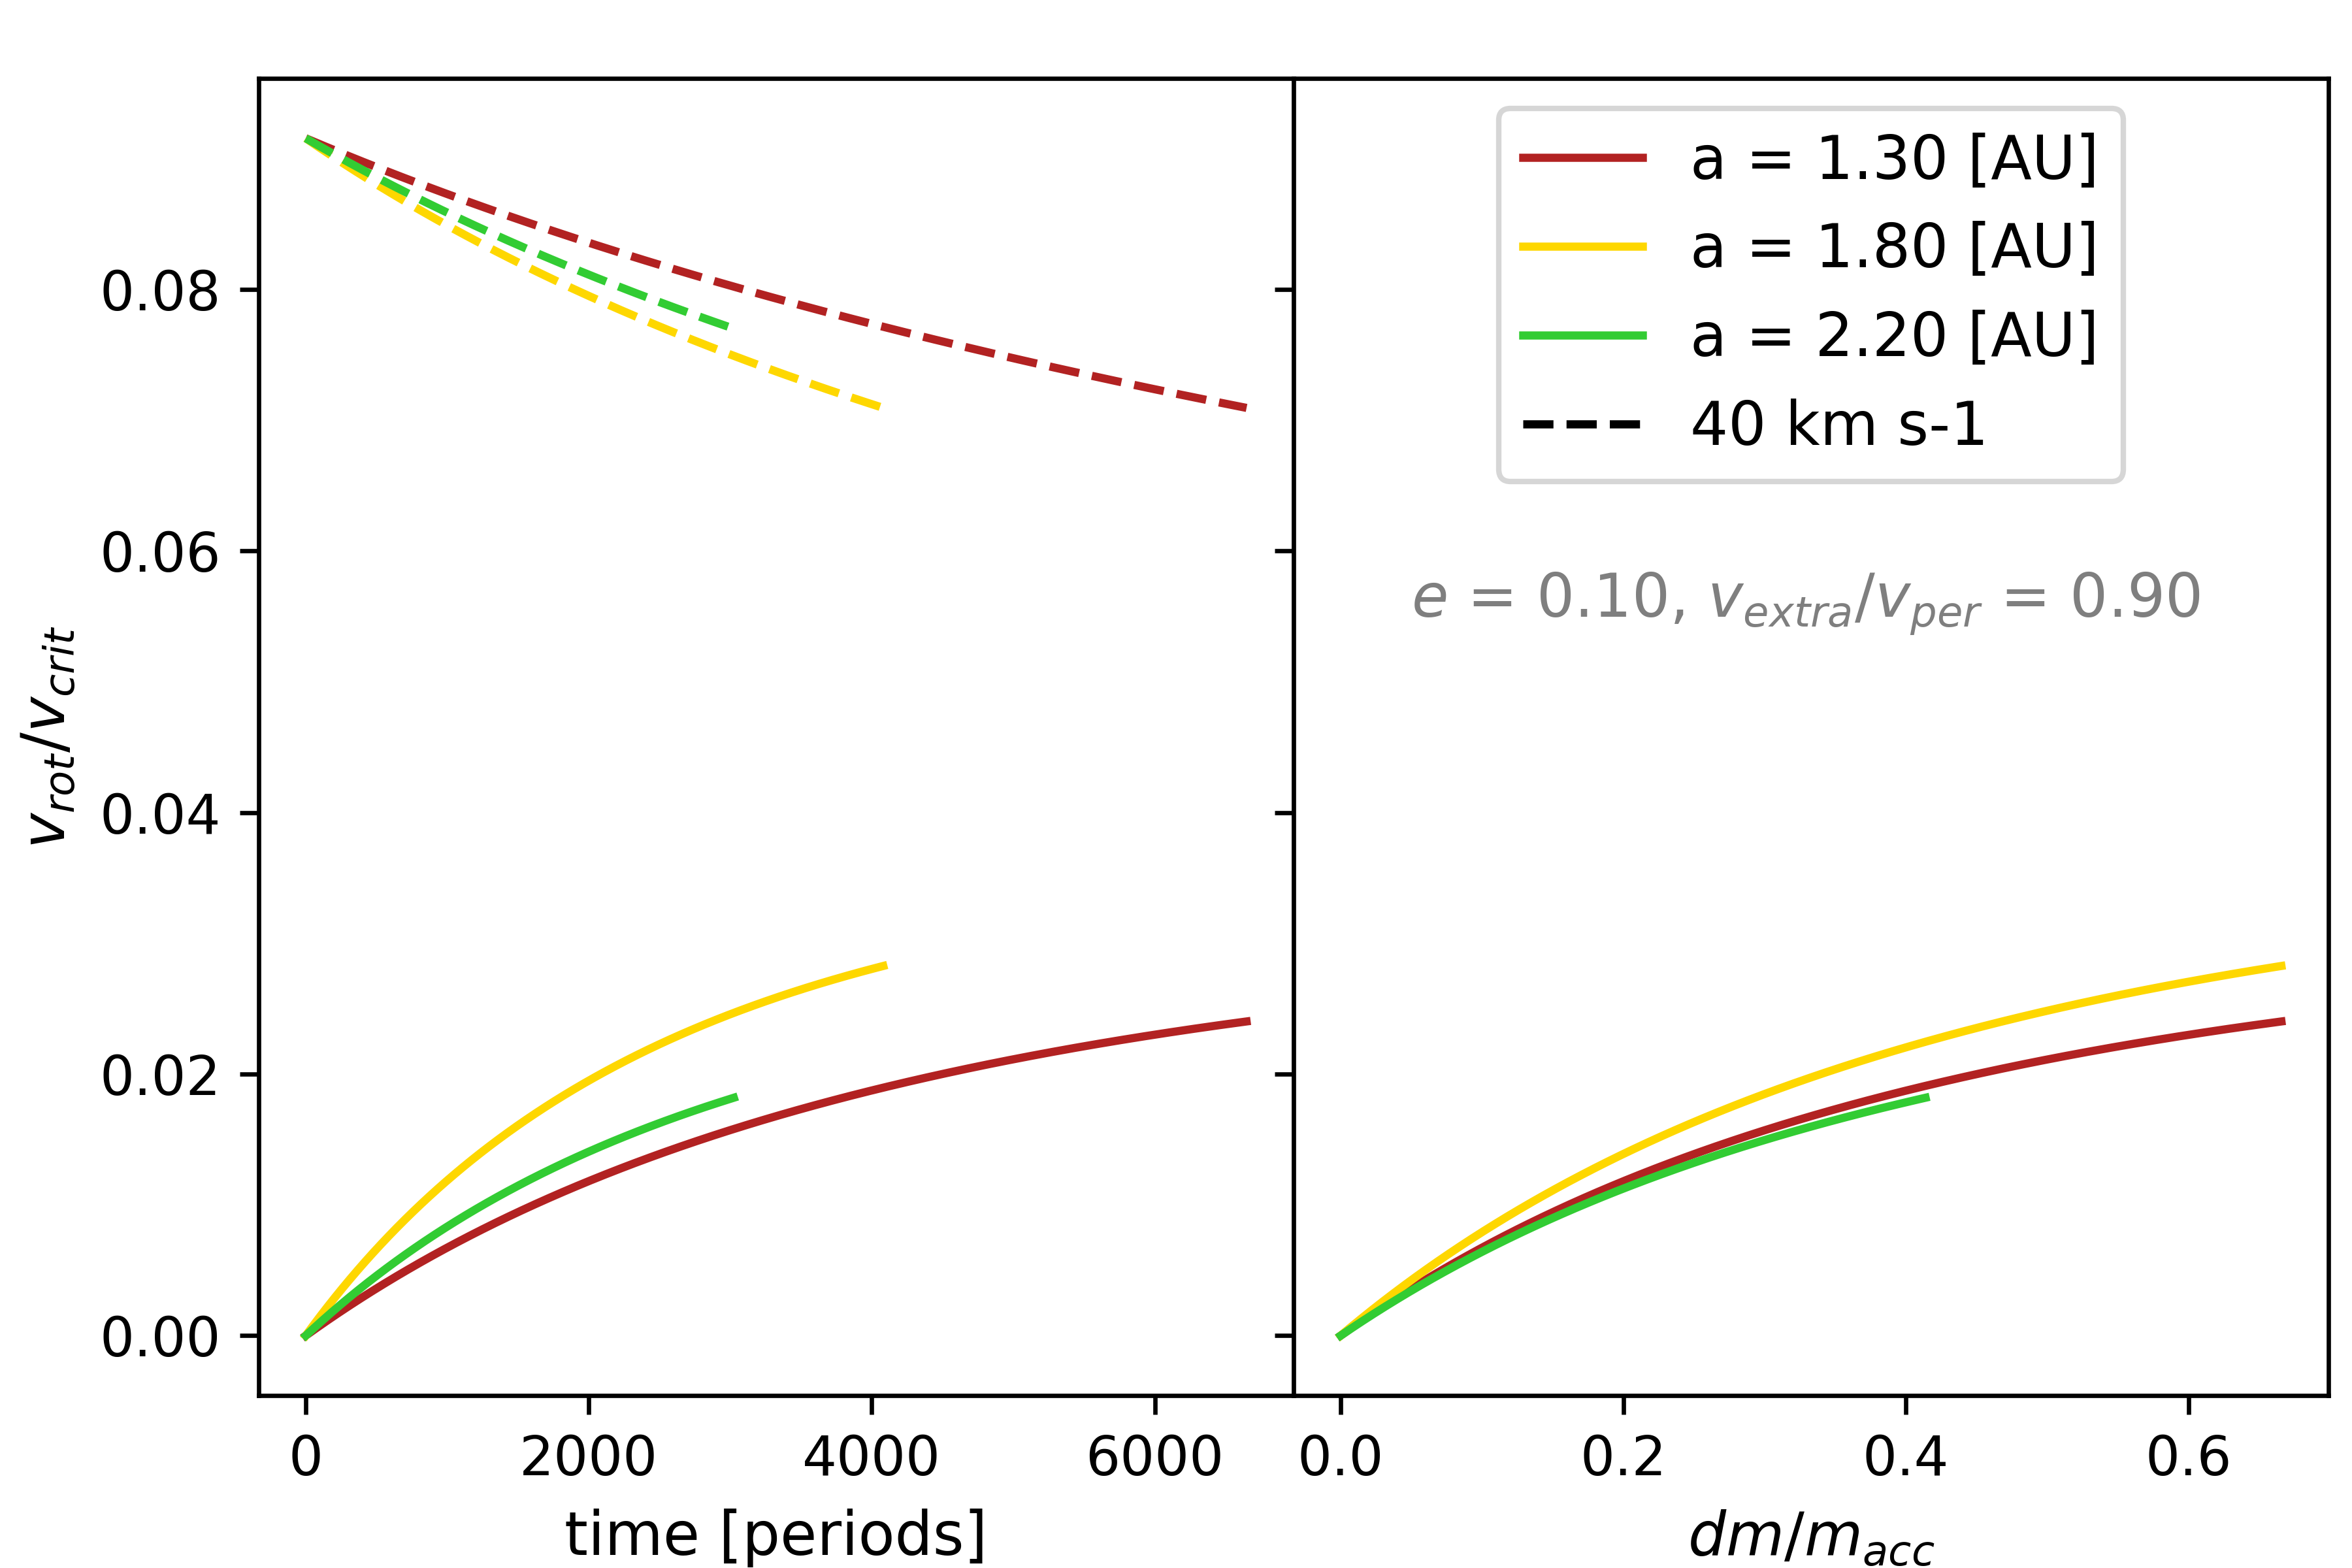 a = 1.30 [AU]
a = 1.80 [AU]
a = 2.20 [AU]
40 km s-1
e = 0.10, v_extra/v_per = 0.90
v_rot/v_crit
0.08
0.06
0.04
0.02
0.00
0 2000 4000 6000
0.0 0.2 0.4 0.6
time [periods]
dm/m_acc